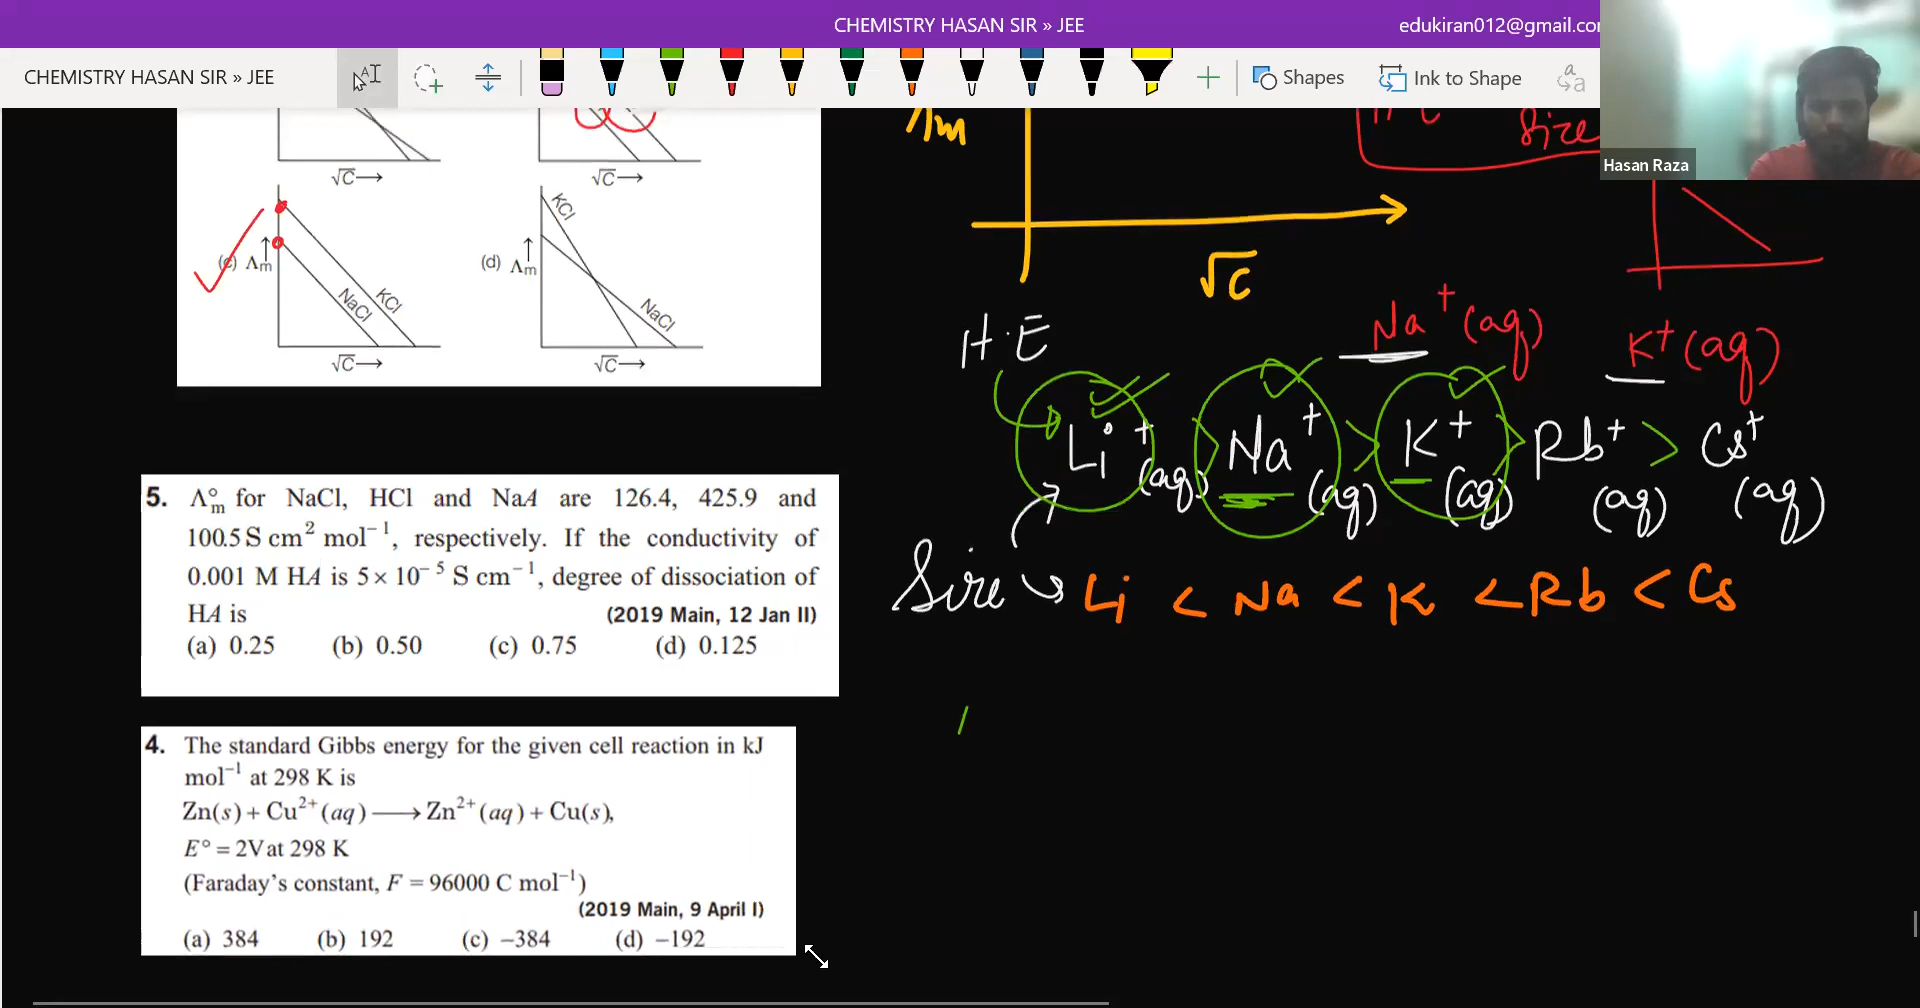 CHEMISTRY HASAN SIR » JEE
CHEMISTRY HASAN SIR » JEE
Shapes
Ink to Shape
Hasan Raza
√C→
√C→
(c) Λm ↑
NaCl
KCl
√C→
(d) Λm ↑
KCl
NaCl
√C→
Λm
√C
Size
H.E
Na⁺(aq)
K⁺(aq)
Li⁺(aq) > Na⁺(aq) > K⁺(aq) > Rb⁺(aq) > Cs⁺(aq)
Size → Li < Na < K < Rb < Cs
5. Λ°m for NaCl, HCl and NaA are 126.4, 425.9 and
100.5 S cm² mol⁻¹, respectively. If the conductivity of
0.001 M HA is 5 × 10⁻⁵ S cm⁻¹, degree of dissociation of
HA is (2019 Main, 12 Jan II)
(a) 0.25 (b) 0.50 (c) 0.75 (d) 0.125
4. The standard Gibbs energy for the given cell reaction in kJ
mol⁻¹ at 298 K is
Zn(s) + Cu²⁺(aq) ⟶ Zn²⁺(aq) + Cu(s),
E° = 2V at 298 K
(Faraday's constant, F = 96000 C mol⁻¹)
(2019 Main, 9 April I)
(a) 384 (b) 192 (c) −384 (d) −192